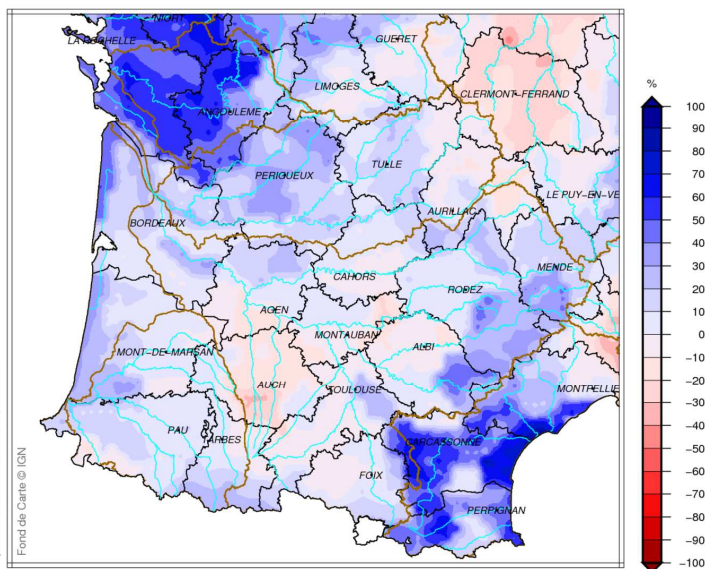 NIORT
LA ROCHELLE
GUERET
LIMOGES
CLERMONT-FERRAND
ANGOULEME
PERIGUEUX
TULLE
LE PUY-EN-VE
AURILLAC
BORDEAUX
MENDE
CAHORS
RODEZ
AGEN
MONTAUBAN
ALBI
MONT-DE-MARSAN
AUCH
TOULOUSE
MONTPELLIE
PAU
ARBES
CARCASSONNE
FOIX
PERPIGNAN
Fond de Carte © IGN
%
100
90
80
70
60
50
40
30
20
10
0
-10
-20
-30
-40
-50
-60
-70
-80
-90
-100